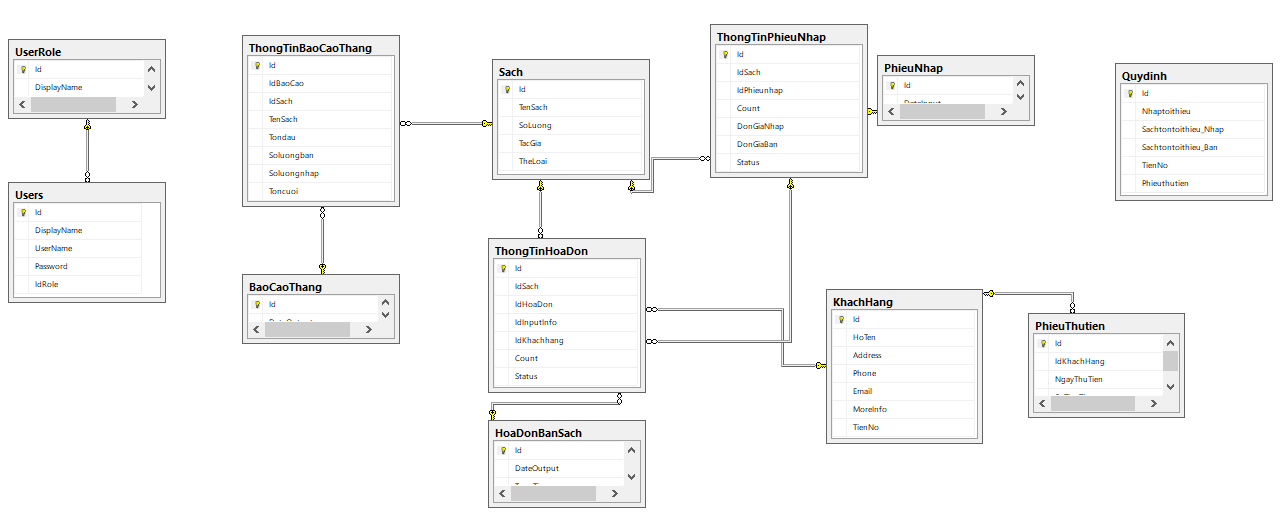 UserRole
Id
DisplayName
Users
Id
DisplayName
UserName
Password
IdRole
ThongTinBaoCaoThang
Id
IdBaoCao
IdSach
TenSach
Tondau
Soluongban
Soluongnhap
Toncuoi
BaoCaoThang
Id
Sach
Id
TenSach
SoLuong
TacGia
TheLoai
ThongTinHoaDon
Id
IdSach
IdHoaDon
IdInputInfo
IdKhachhang
Count
Status
HoaDonBanSach
Id
DateOutput
ThongTinPhieuNhap
Id
IdSach
IdPhieunhap
Count
DonGiaNhap
DonGiaBan
Status
PhieuNhap
Id
KhachHang
Id
HoTen
Address
Phone
Email
MoreInfo
TienNo
PhieuThutien
Id
IdKhachHang
NgayThuTien
Quydinh
Id
Nhaptoithieu
Sachtontoithieu_Nhap
Sachtontoithieu_Ban
TienNo
Phieuthutien